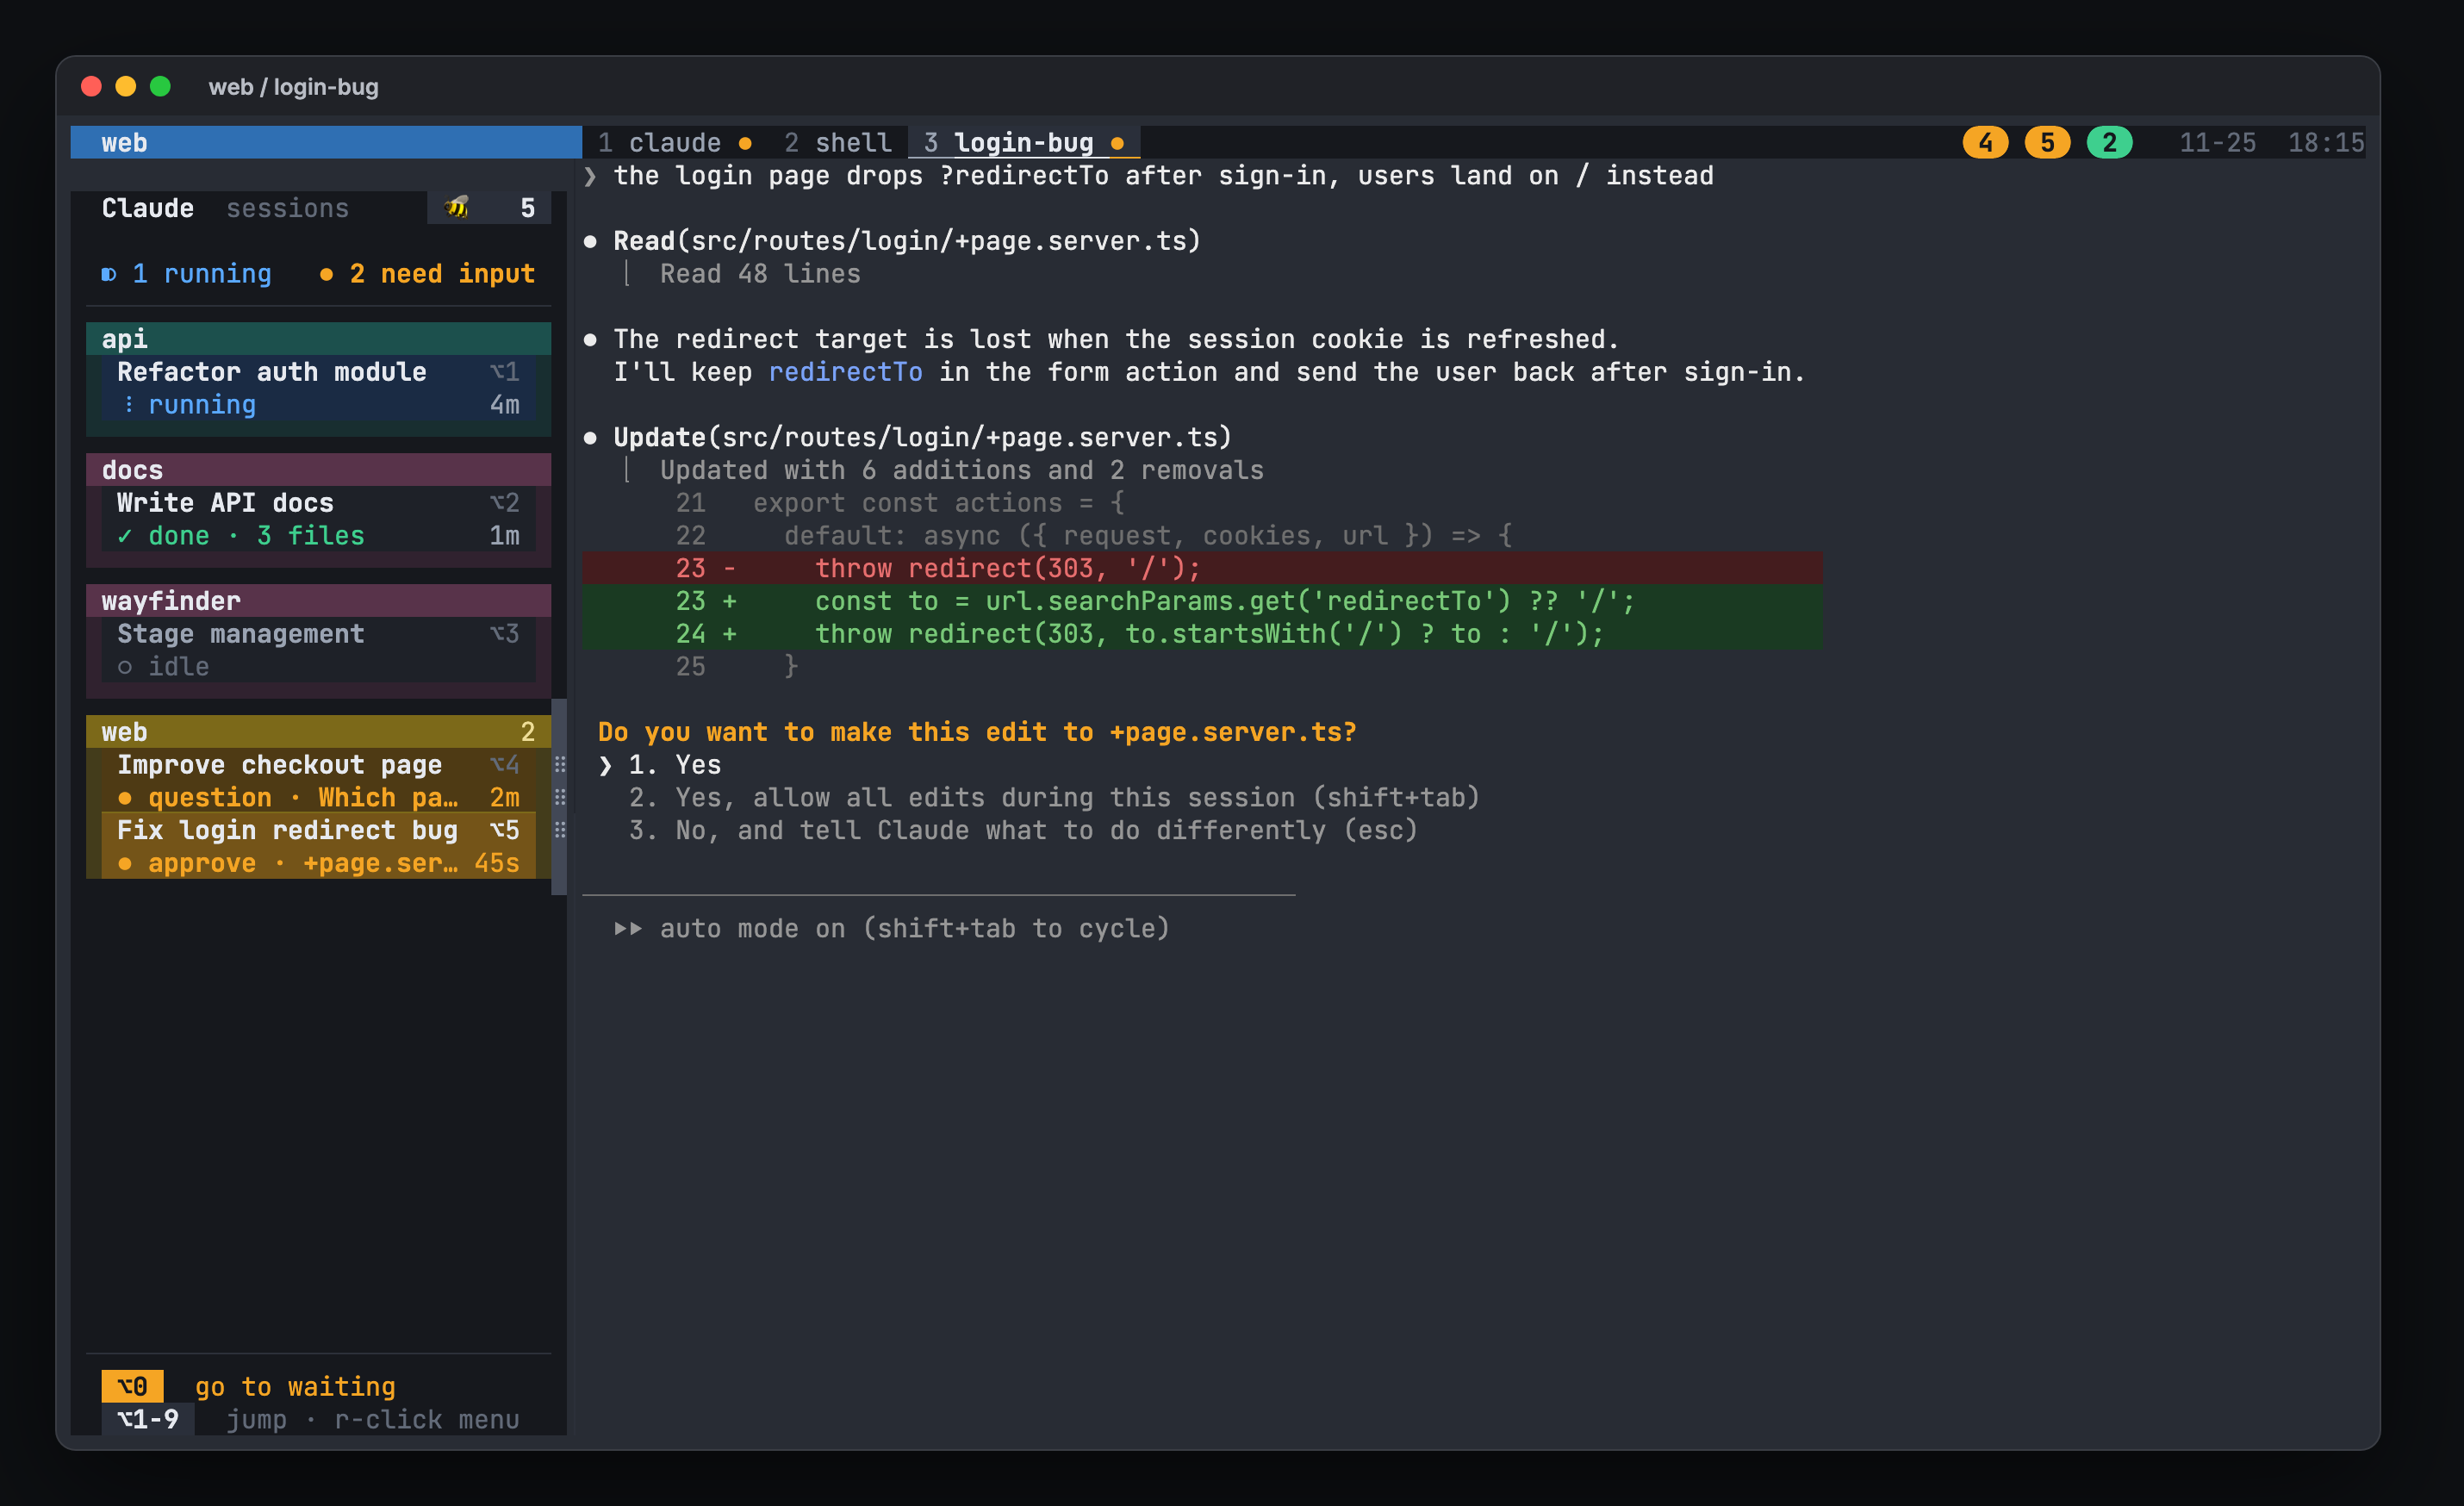 web / login-bug
web
1 claude ● 2 shell 3 login-bug ●
4 5 2 11-25 18:15
Claude sessions 🐝 5
1 running ● 2 need input
api
Refactor auth module ⌥1
⋮ running 4m
docs
Write API docs ⌥2
✓ done · 3 files 1m
wayfinder
Stage management ⌥3
○ idle
web 2
Improve checkout page ⌥4
● question · Which pa… 2m
Fix login redirect bug ⌥5
● approve · +page.ser… 45s
⌥0 go to waiting
⌥1-9 jump · r-click menu
❯ the login page drops ?redirectTo after sign-in, users land on / instead
● Read(src/routes/login/+page.server.ts)
⎣ Read 48 lines
● The redirect target is lost when the session cookie is refreshed.
I'll keep redirectTo in the form action and send the user back after sign-in.
● Update(src/routes/login/+page.server.ts)
⎣ Updated with 6 additions and 2 removals
21 export const actions = {
22 default: async ({ request, cookies, url }) => {
23 - throw redirect(303, '/');
23 + const to = url.searchParams.get('redirectTo') ?? '/';
24 + throw redirect(303, to.startsWith('/') ? to : '/');
25 }
Do you want to make this edit to +page.server.ts?
❯ 1. Yes
2. Yes, allow all edits during this session (shift+tab)
3. No, and tell Claude what to do differently (esc)
▸▸ auto mode on (shift+tab to cycle)